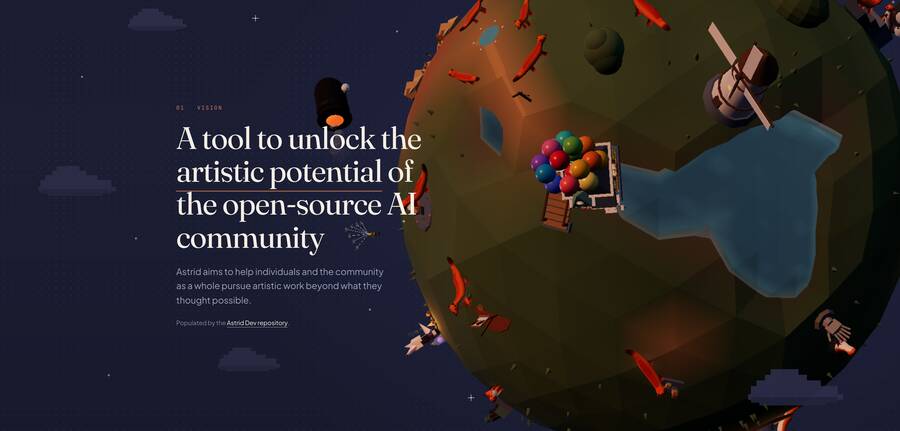 01 VISION
A tool to unlock the
artistic potential of
the open-source AI
community
Astrid aims to help individuals and the community
as a whole pursue artistic work beyond what they
thought possible.
Populated by the Astrid Dev repository.